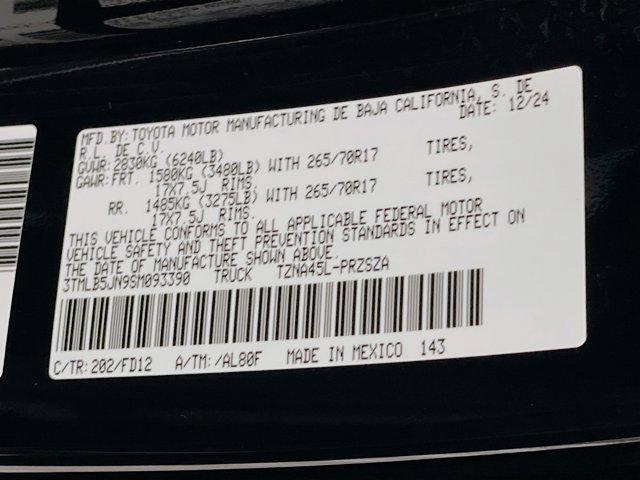 MFD.BY: TOYOTA MOTOR MANUFACTURING DE BAJA CALIFORNIA, S. DE
R.L. DE C.V. DATE: 12/24
GVWR: 2830KG (6240LB)
GAWR: FRT. 1580KG (3480LB) WITH 265/70R17 TIRES,
17X7.5J RIMS.
RR. 1485KG (3275LB) WITH 265/70R17 TIRES,
17X7.5J RIMS.
THIS VEHICLE CONFORMS TO ALL APPLICABLE FEDERAL MOTOR
VEHICLE SAFETY AND THEFT PREVENTION STANDARDS IN EFFECT ON
THE DATE OF MANUFACTURE SHOWN ABOVE.
3TMLB5JN9SM093390 TRUCK TZNA45L-PRZSZA
C/TR: 202/FD12 A/TM: /AL80F MADE IN MEXICO 143